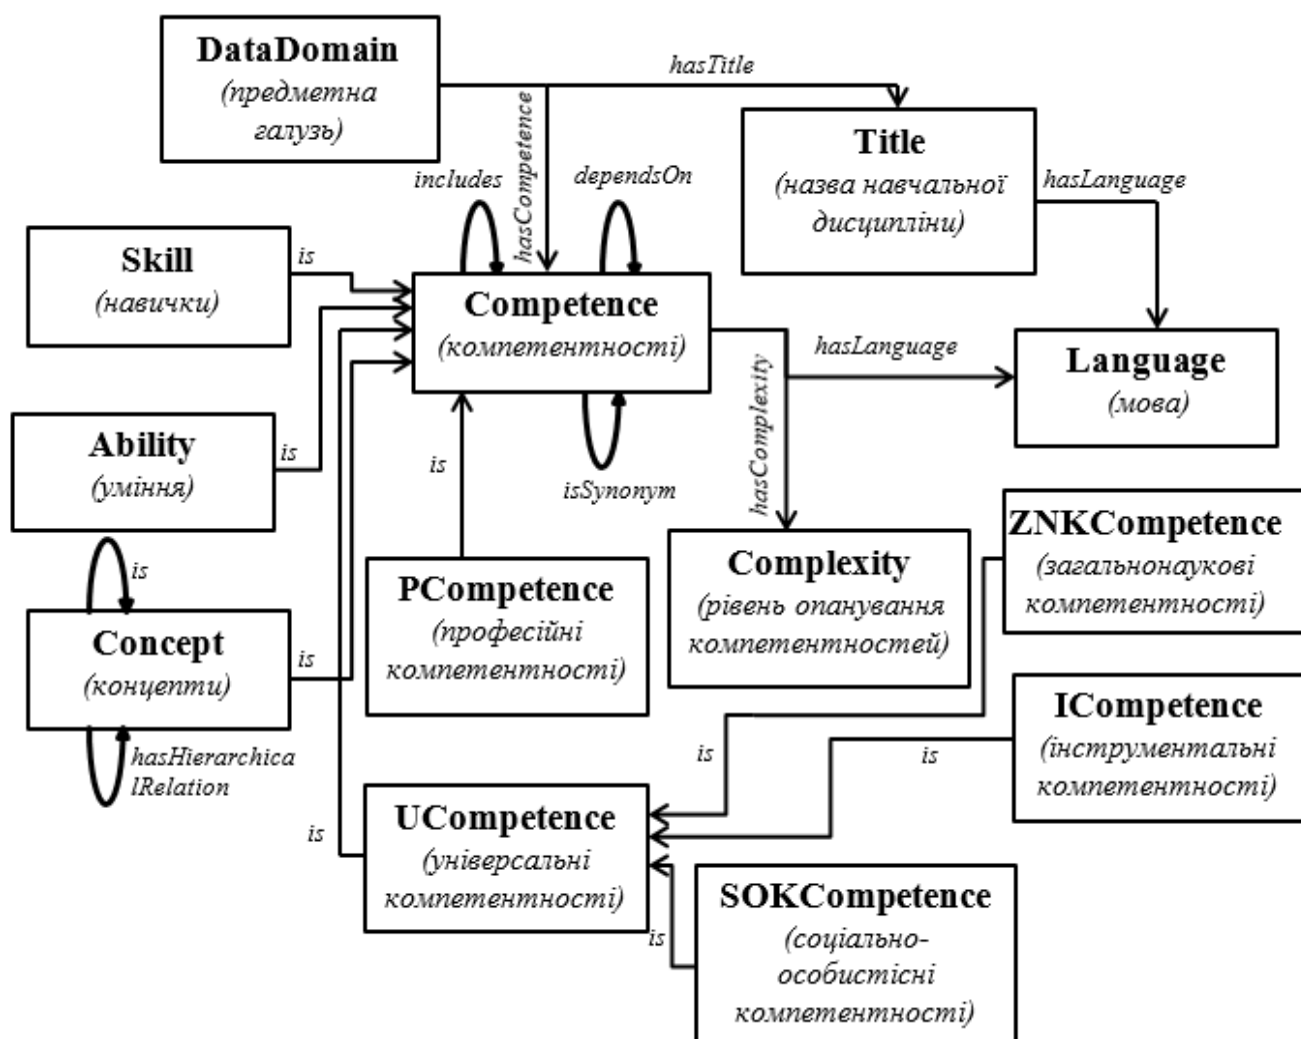 DataDomain
(предметна
галузь)
hasTitle
Title
(назва навчальної
дисципліни)
hasLanguage
includes
hasCompetence
dependsOn
Skill
(навички)
is
Competence
(компетентності)
hasLanguage
Language
(мова)
hasComplexity
Ability
(уміння)
is
is
isSynonym
is
Concept
(концепти)
is
hasHierarchica
lRelation
PCompetence
(професійні
компетентності)
Complexity
(рівень опанування
компетентностей)
ZNKCompetence
(загальнонаукові
компетентності)
is
ICompetence
(інструментальні
компетентності)
is
UCompetence
(універсальні
компетентності)
is
SOKCompetence
(соціально-
особистісні
компетентності)
is